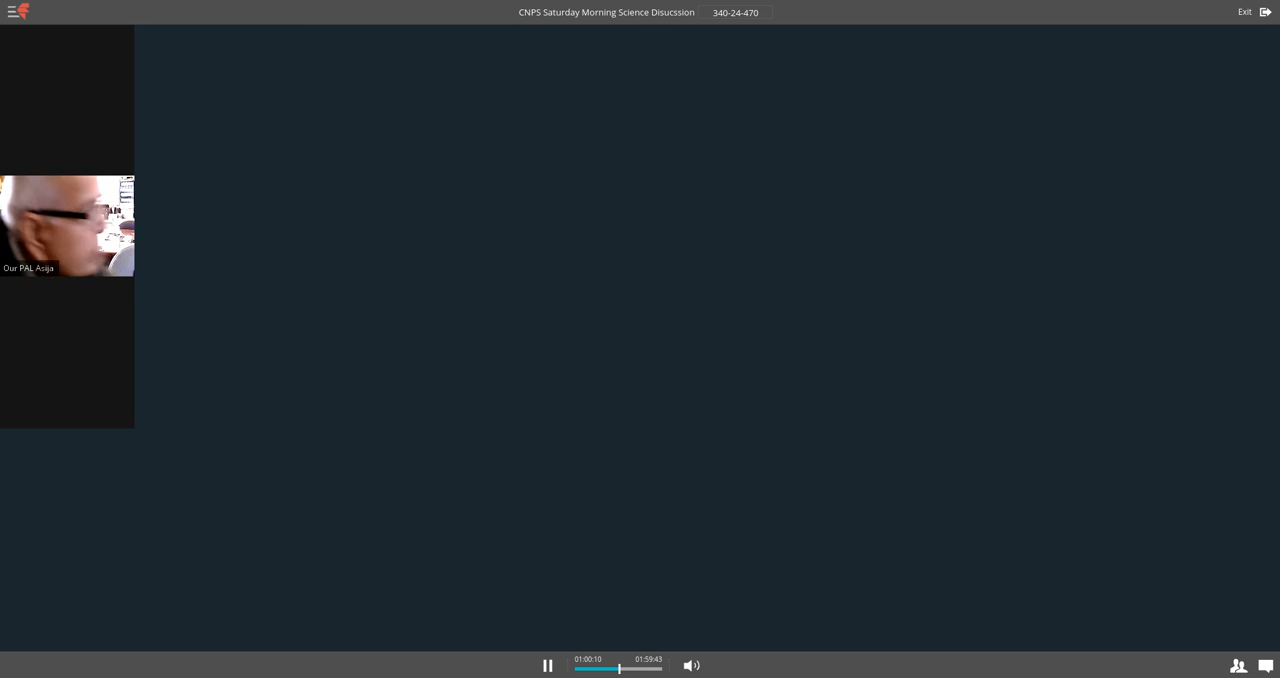 CNPS Saturday Morning Science Disucssion
340-24-470
Exit
Our PAL Asija
01:00:10
01:59:43